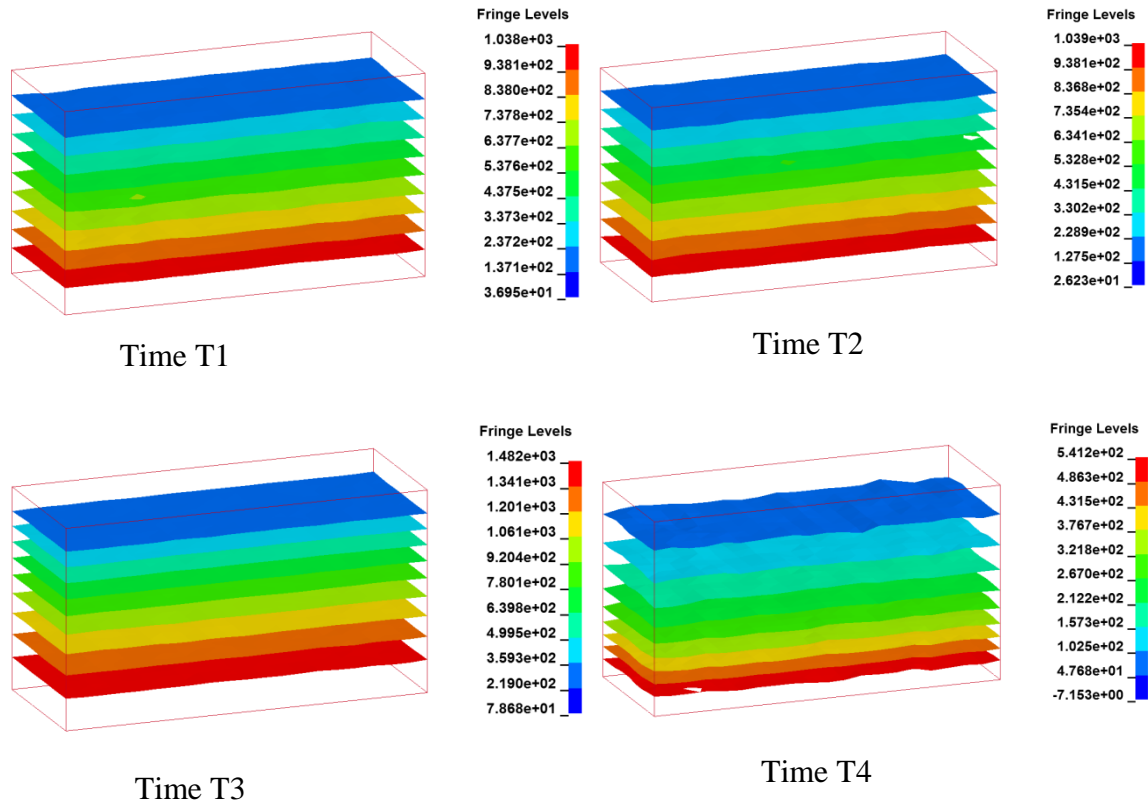 Fringe Levels
1.038e+03
9.381e+02
8.380e+02
7.378e+02
6.377e+02
5.376e+02
4.375e+02
3.373e+02
2.372e+02
1.371e+02
3.695e+01
Time T1
Fringe Levels
1.039e+03
9.381e+02
8.368e+02
7.354e+02
6.341e+02
5.328e+02
4.315e+02
3.302e+02
2.289e+02
1.275e+02
2.623e+01
Time T2
Fringe Levels
1.482e+03
1.341e+03
1.201e+03
1.061e+03
9.204e+02
7.801e+02
6.398e+02
4.995e+02
3.593e+02
2.190e+02
7.868e+01
Time T3
Fringe Levels
5.412e+02
4.863e+02
4.315e+02
3.767e+02
3.218e+02
2.670e+02
2.122e+02
1.573e+02
1.025e+02
4.768e+01
-7.153e+00
Time T4